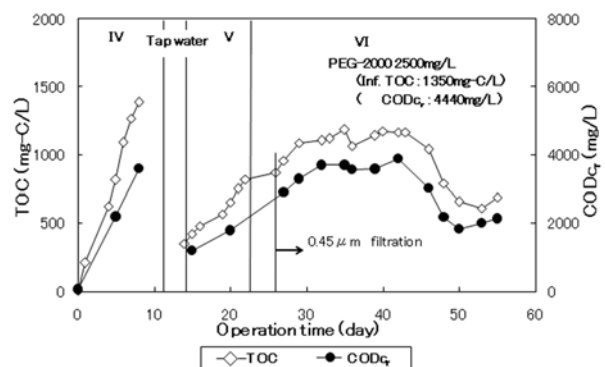 IV Tap water V VI
PEG-2000 2500mg/L
(Inf. TOC : 1350mg-C/L)
( CODcr : 4440mg/L)
0.45μm filtration
TOC (mg-C/L)
2000
1500
1000
500
0
CODcr (mg/L)
8000
6000
4000
2000
0
0 10 20 30 40 50 60
Operation time (day)
TOC CODcr